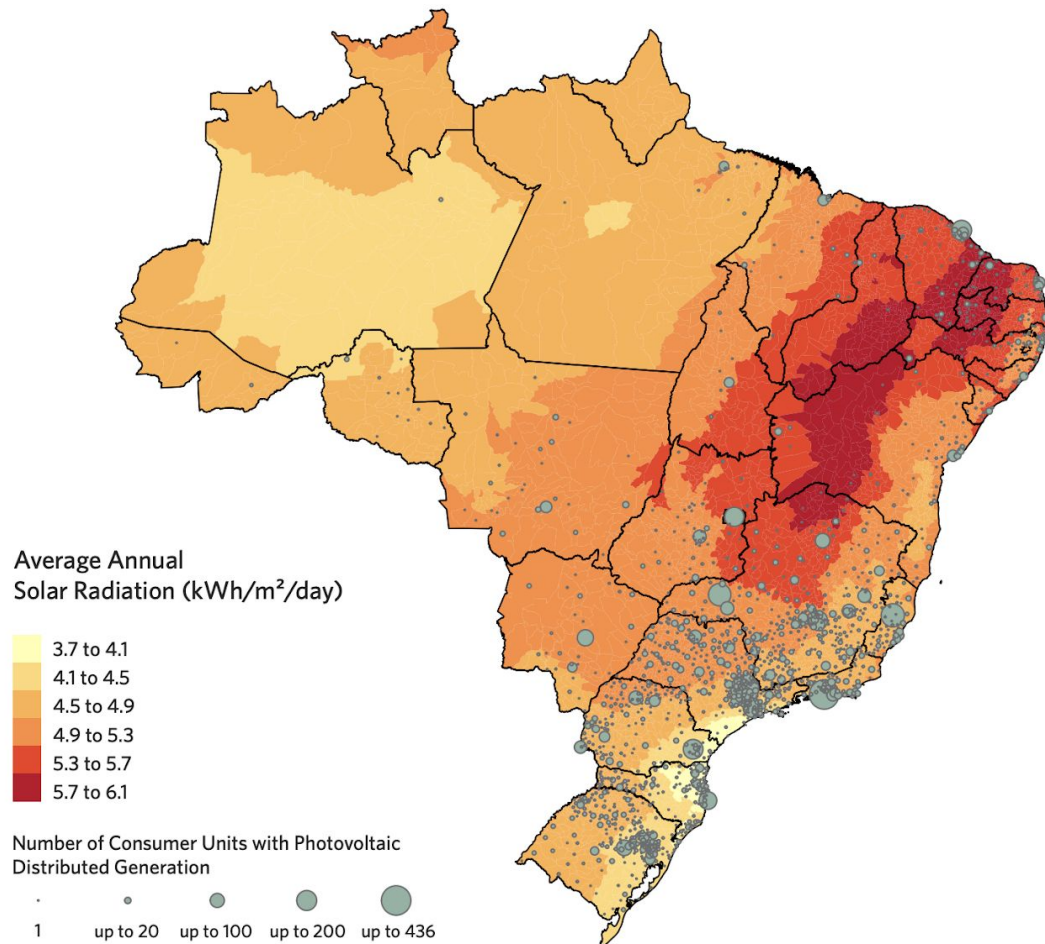 Average Annual
Solar Radiation (kWh/m²/day)
3.7 to 4.1
4.1 to 4.5
4.5 to 4.9
4.9 to 5.3
5.3 to 5.7
5.7 to 6.1
Number of Consumer Units with Photovoltaic
Distributed Generation
1 up to 20 up to 100 up to 200 up to 436